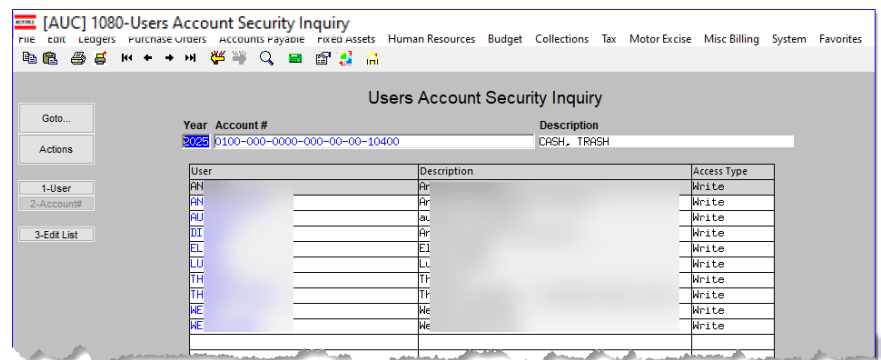 [AUC] 1080-Users Account Security Inquiry
File Edit Ledgers Purchase Orders Accounts Payable Fixed Assets Human Resources Budget Collections Tax Motor Excise Misc Billing System Favorites
Users Account Security Inquiry
Goto...
Year Account # Description
2025 0100-000-0000-000-00-00-10400 CASH, TRASH
Actions
User Description Access Type
1-User
AN Ar Write
2-Account#
AN Ar Write
AU au Write
3-Edit List
DI Ar Write
EL El Write
LU Lu Write
TH Th Write
TH Th Write
WE We Write
WE We Write